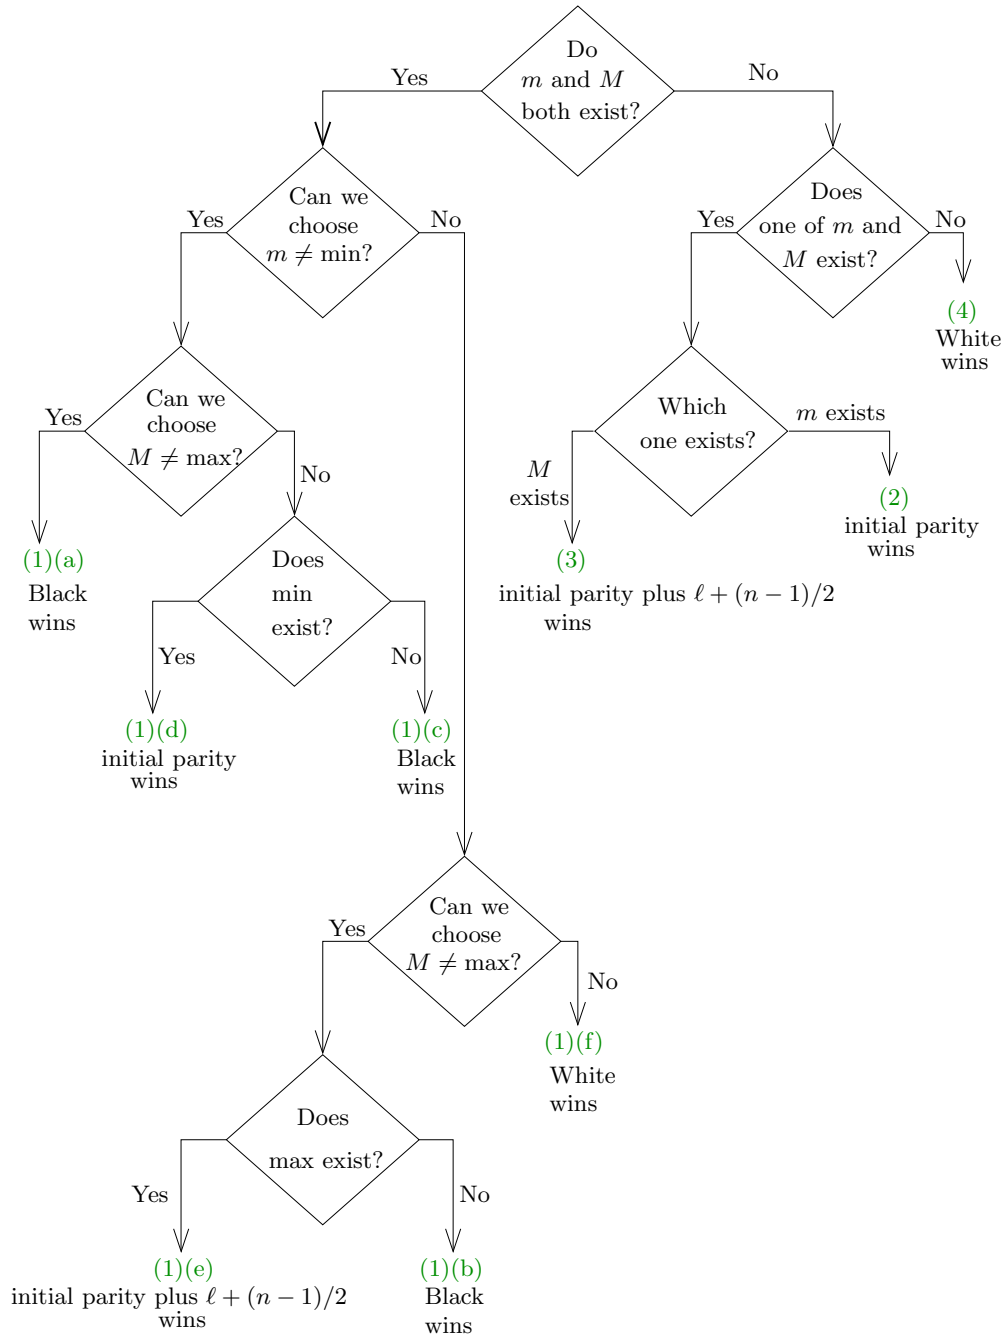 Do
m and M
both exist?
Yes
No
Can we
choose
m ≠ min?
Yes
No
Does
one of m and
M exist?
Yes
No
(4)
White
wins
Can we
choose
M ≠ max?
Yes
No
Which
one exists?
m exists
M
exists
(2)
initial parity
wins
(1)(a)
Black
wins
(3)
initial parity plus ℓ + (n − 1)/2
wins
Does
min
exist?
Yes
No
(1)(d)
initial parity
wins
(1)(c)
Black
wins
Can we
choose
M ≠ max?
Yes
No
(1)(f)
White
wins
Does
max exist?
Yes
No
(1)(e)
initial parity plus ℓ + (n − 1)/2
wins
(1)(b)
Black
wins